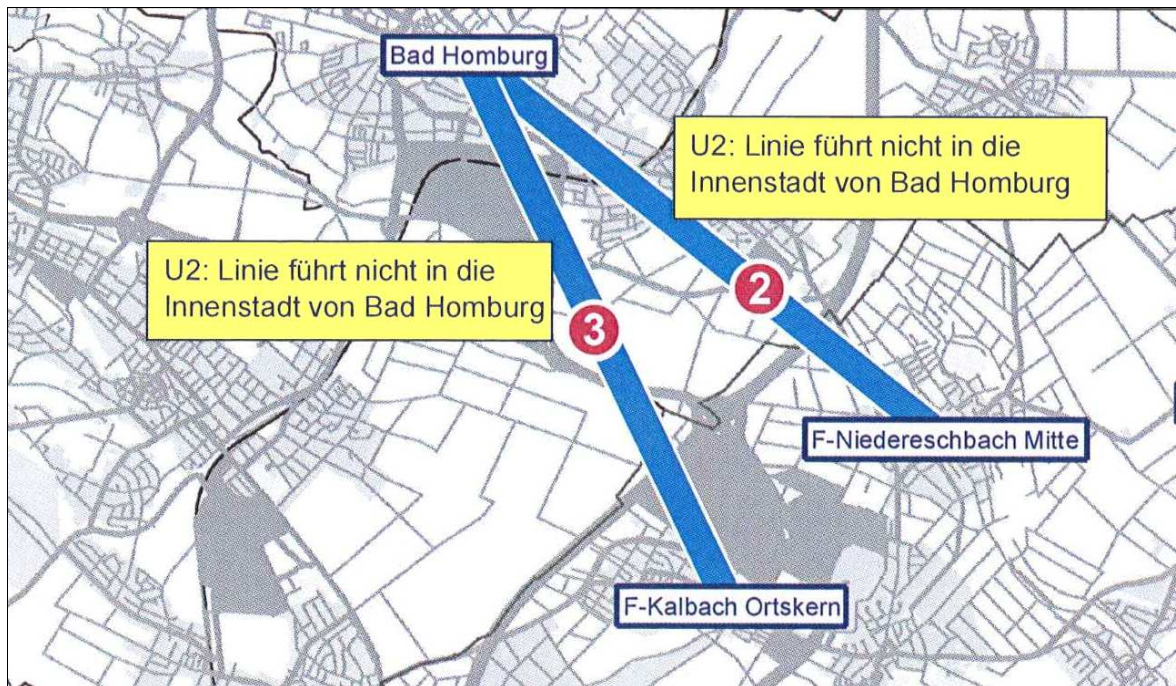 Bad Homburg
U2: Linie führt nicht in die
Innenstadt von Bad Homburg
U2: Linie führt nicht in die
Innenstadt von Bad Homburg
2
3
F-Niedereschbach Mitte
F-Kalbach Ortskern